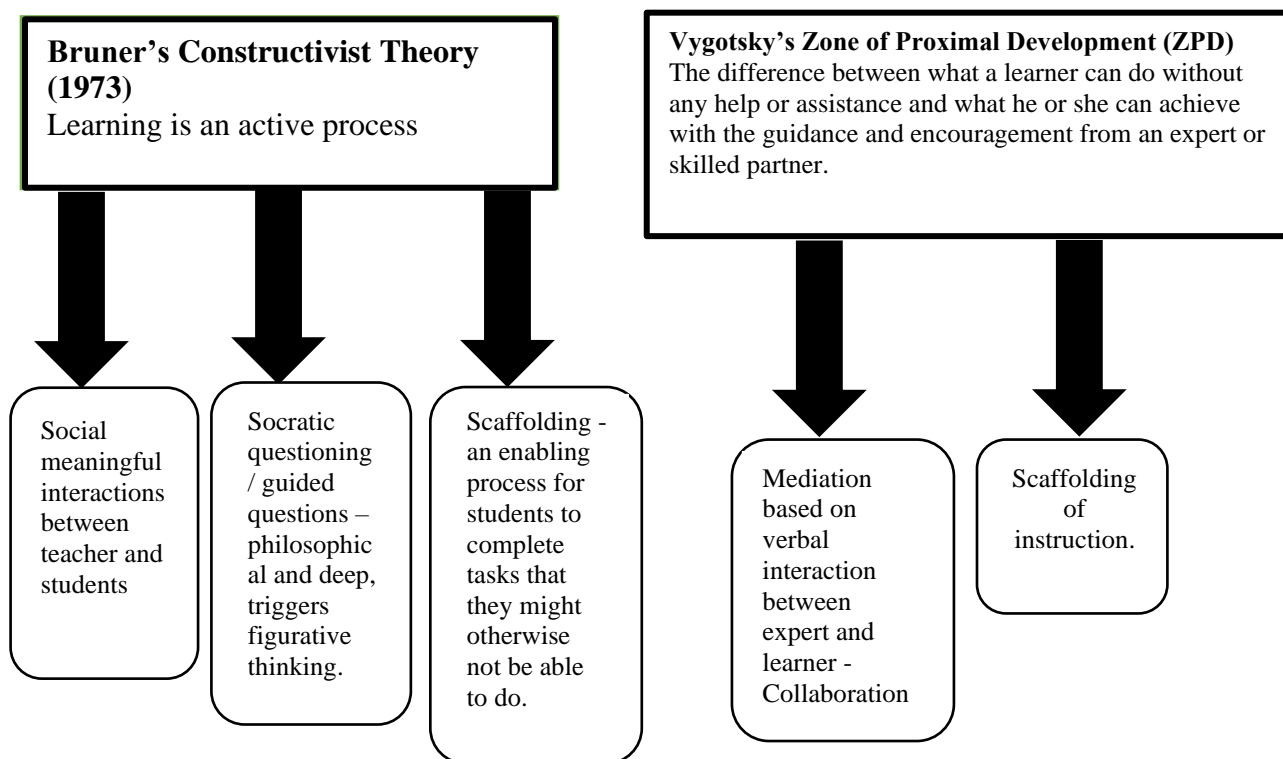 Bruner's Constructivist Theory
(1973)
Learning is an active process
Vygotsky's Zone of Proximal Development (ZPD)
The difference between what a learner can do without
any help or assistance and what he or she can achieve
with the guidance and encouragement from an expert or
skilled partner.
Social
meaningful
interactions
between
teacher and
students
Socratic
questioning
/ guided
questions –
philosophic
al and deep,
triggers
figurative
thinking.
Scaffolding -
an enabling
process for
students to
complete
tasks that
they might
otherwise
not be able
to do.
Mediation
based on
verbal
interaction
between
expert and
learner -
Collaboration
Scaffolding
of
instruction.